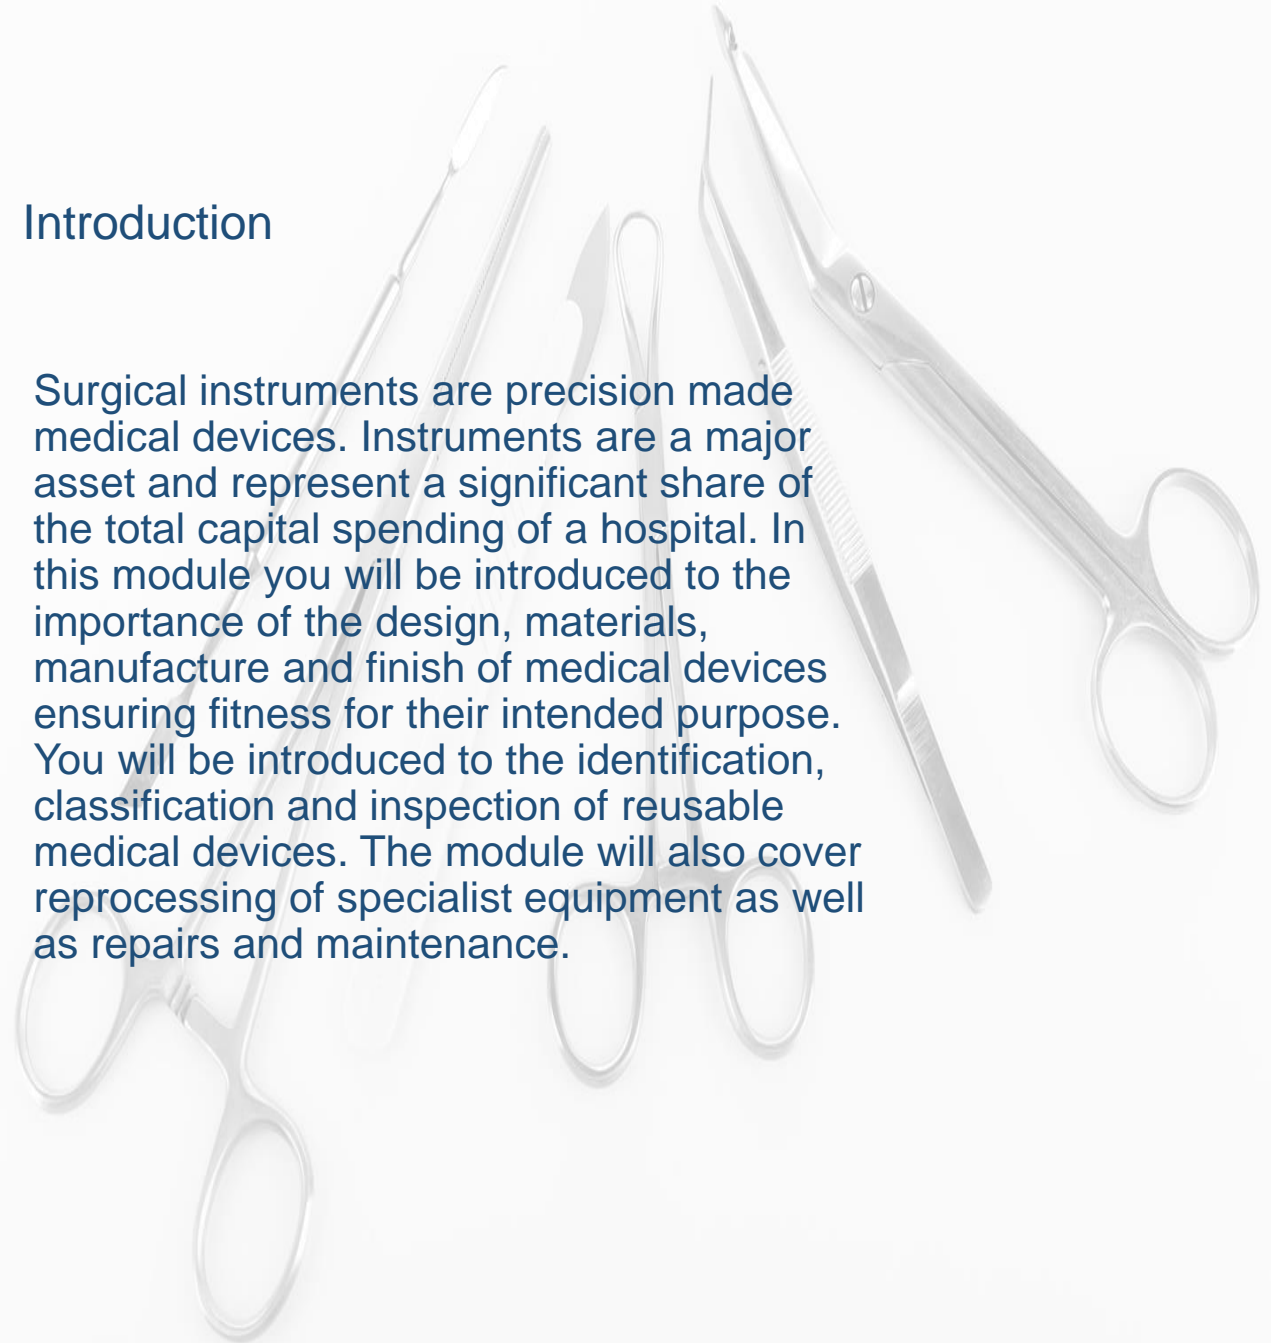 Introduction
Surgical instruments are precision made
medical devices. Instruments are a major
asset and represent a significant share of
the total capital spending of a hospital. In
this module you will be introduced to the
importance of the design, materials,
manufacture and finish of medical devices
ensuring fitness for their intended purpose.
You will be introduced to the identification,
classification and inspection of reusable
medical devices. The module will also cover
reprocessing of specialist equipment as well
as repairs and maintenance.